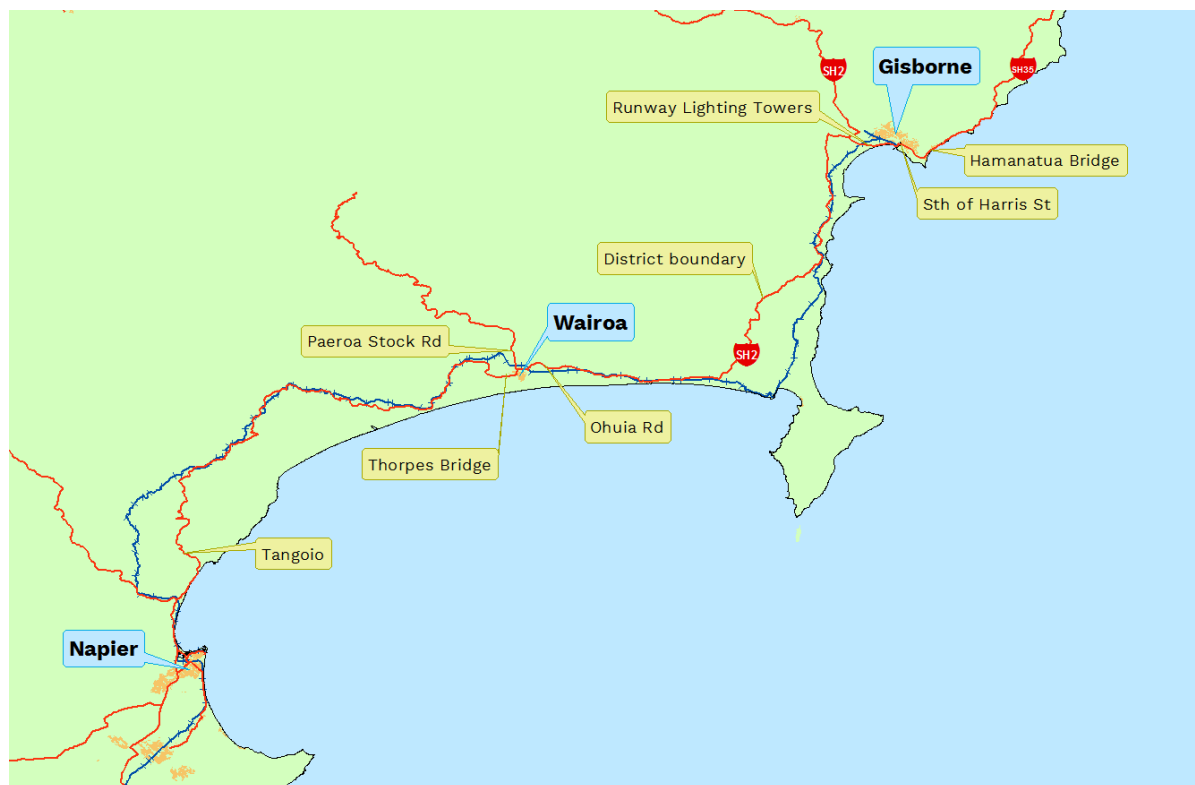 SH2
Gisborne
SH35
Runway Lighting Towers
Hamanatua Bridge
Sth of Harris St
District boundary
Wairoa
Paeroa Stock Rd
SH2
Ohuia Rd
Thorpes Bridge
Tangoio
Napier